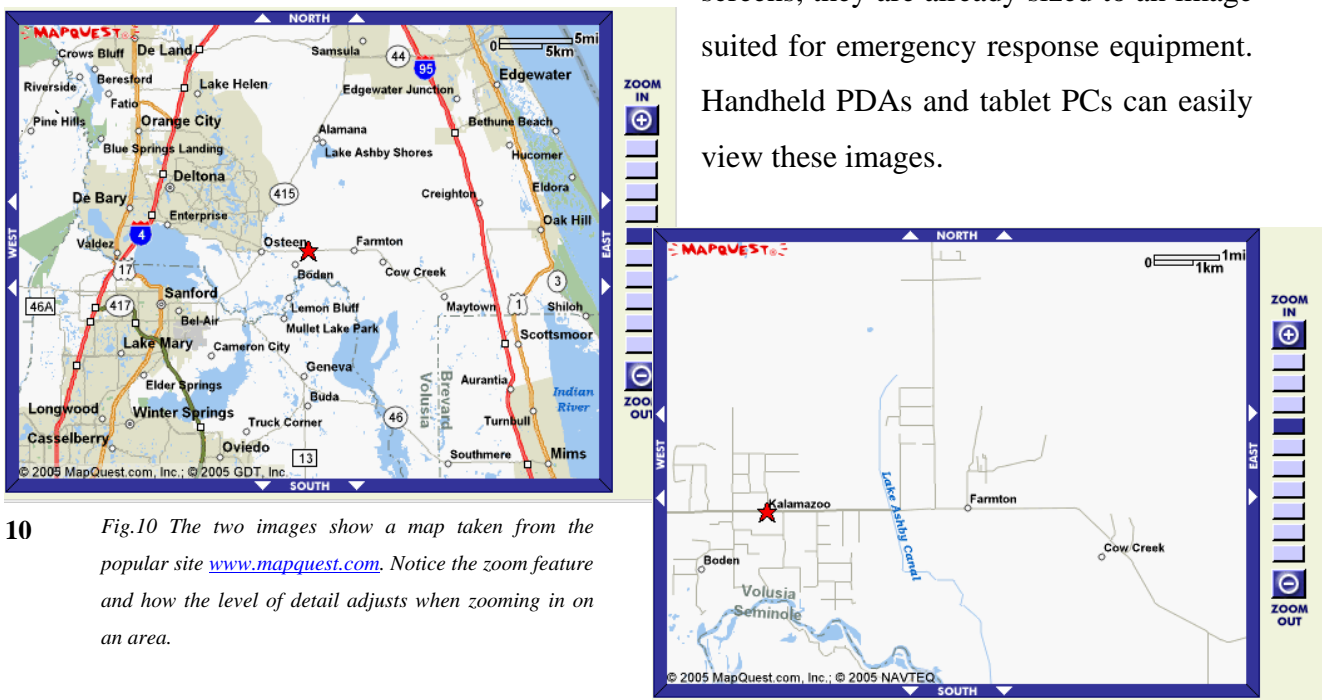 screens, they are already sized to an image
suited for emergency response equipment.
Handheld PDAs and tablet PCs can easily
view these images.
NORTH
MAPQUEST
Crows Bluff
De Land
Samsula
44
95
0 5mi
5km
Edgewater
Riverside
Beresford
Lake Helen
Edgewater Junction
Fatio
Pine Hills
Orange City
Alamana
Bethune Beach
Blue Springs Landing
Lake Ashby Shores
Hucomer
Deltona
415
Creighton
Eldora
De Bary
Enterprise
Oak Hill
4
WEST
Valdez
Osteen
Farmton
EAST
17
Boden
Cow Creek
3
46A
417
Sanford
Lemon Bluff
Maytown
1
Shiloh
Bel-Air
Mullet Lake Park
Scottsmoor
Lake Mary
Cameron City
Geneva
Elder Springs
Aurantia
Buda
Volusia
Brevard
Indian
River
Longwood
Winter Springs
Truck Corner
46
Turnbull
Casselberry
Oviedo
13
Southmere
Mims
© 2005 MapQuest.com, Inc.; © 2005 GDT, Inc.
SOUTH
ZOOM
IN
ZOOM
OUT
10
Fig.10 The two images show a map taken from the
popular site www.mapquest.com. Notice the zoom feature
and how the level of detail adjusts when zooming in on
an area.
NORTH
MAPQUEST
0 1mi
1km
WEST
EAST
Kalamazoo
Farmton
Lake Ashby Canal
Boden
Cow Creek
Volusia
Seminole
© 2005 MapQuest.com, Inc.; © 2005 NAVTEQ
SOUTH
ZOOM
IN
ZOOM
OUT